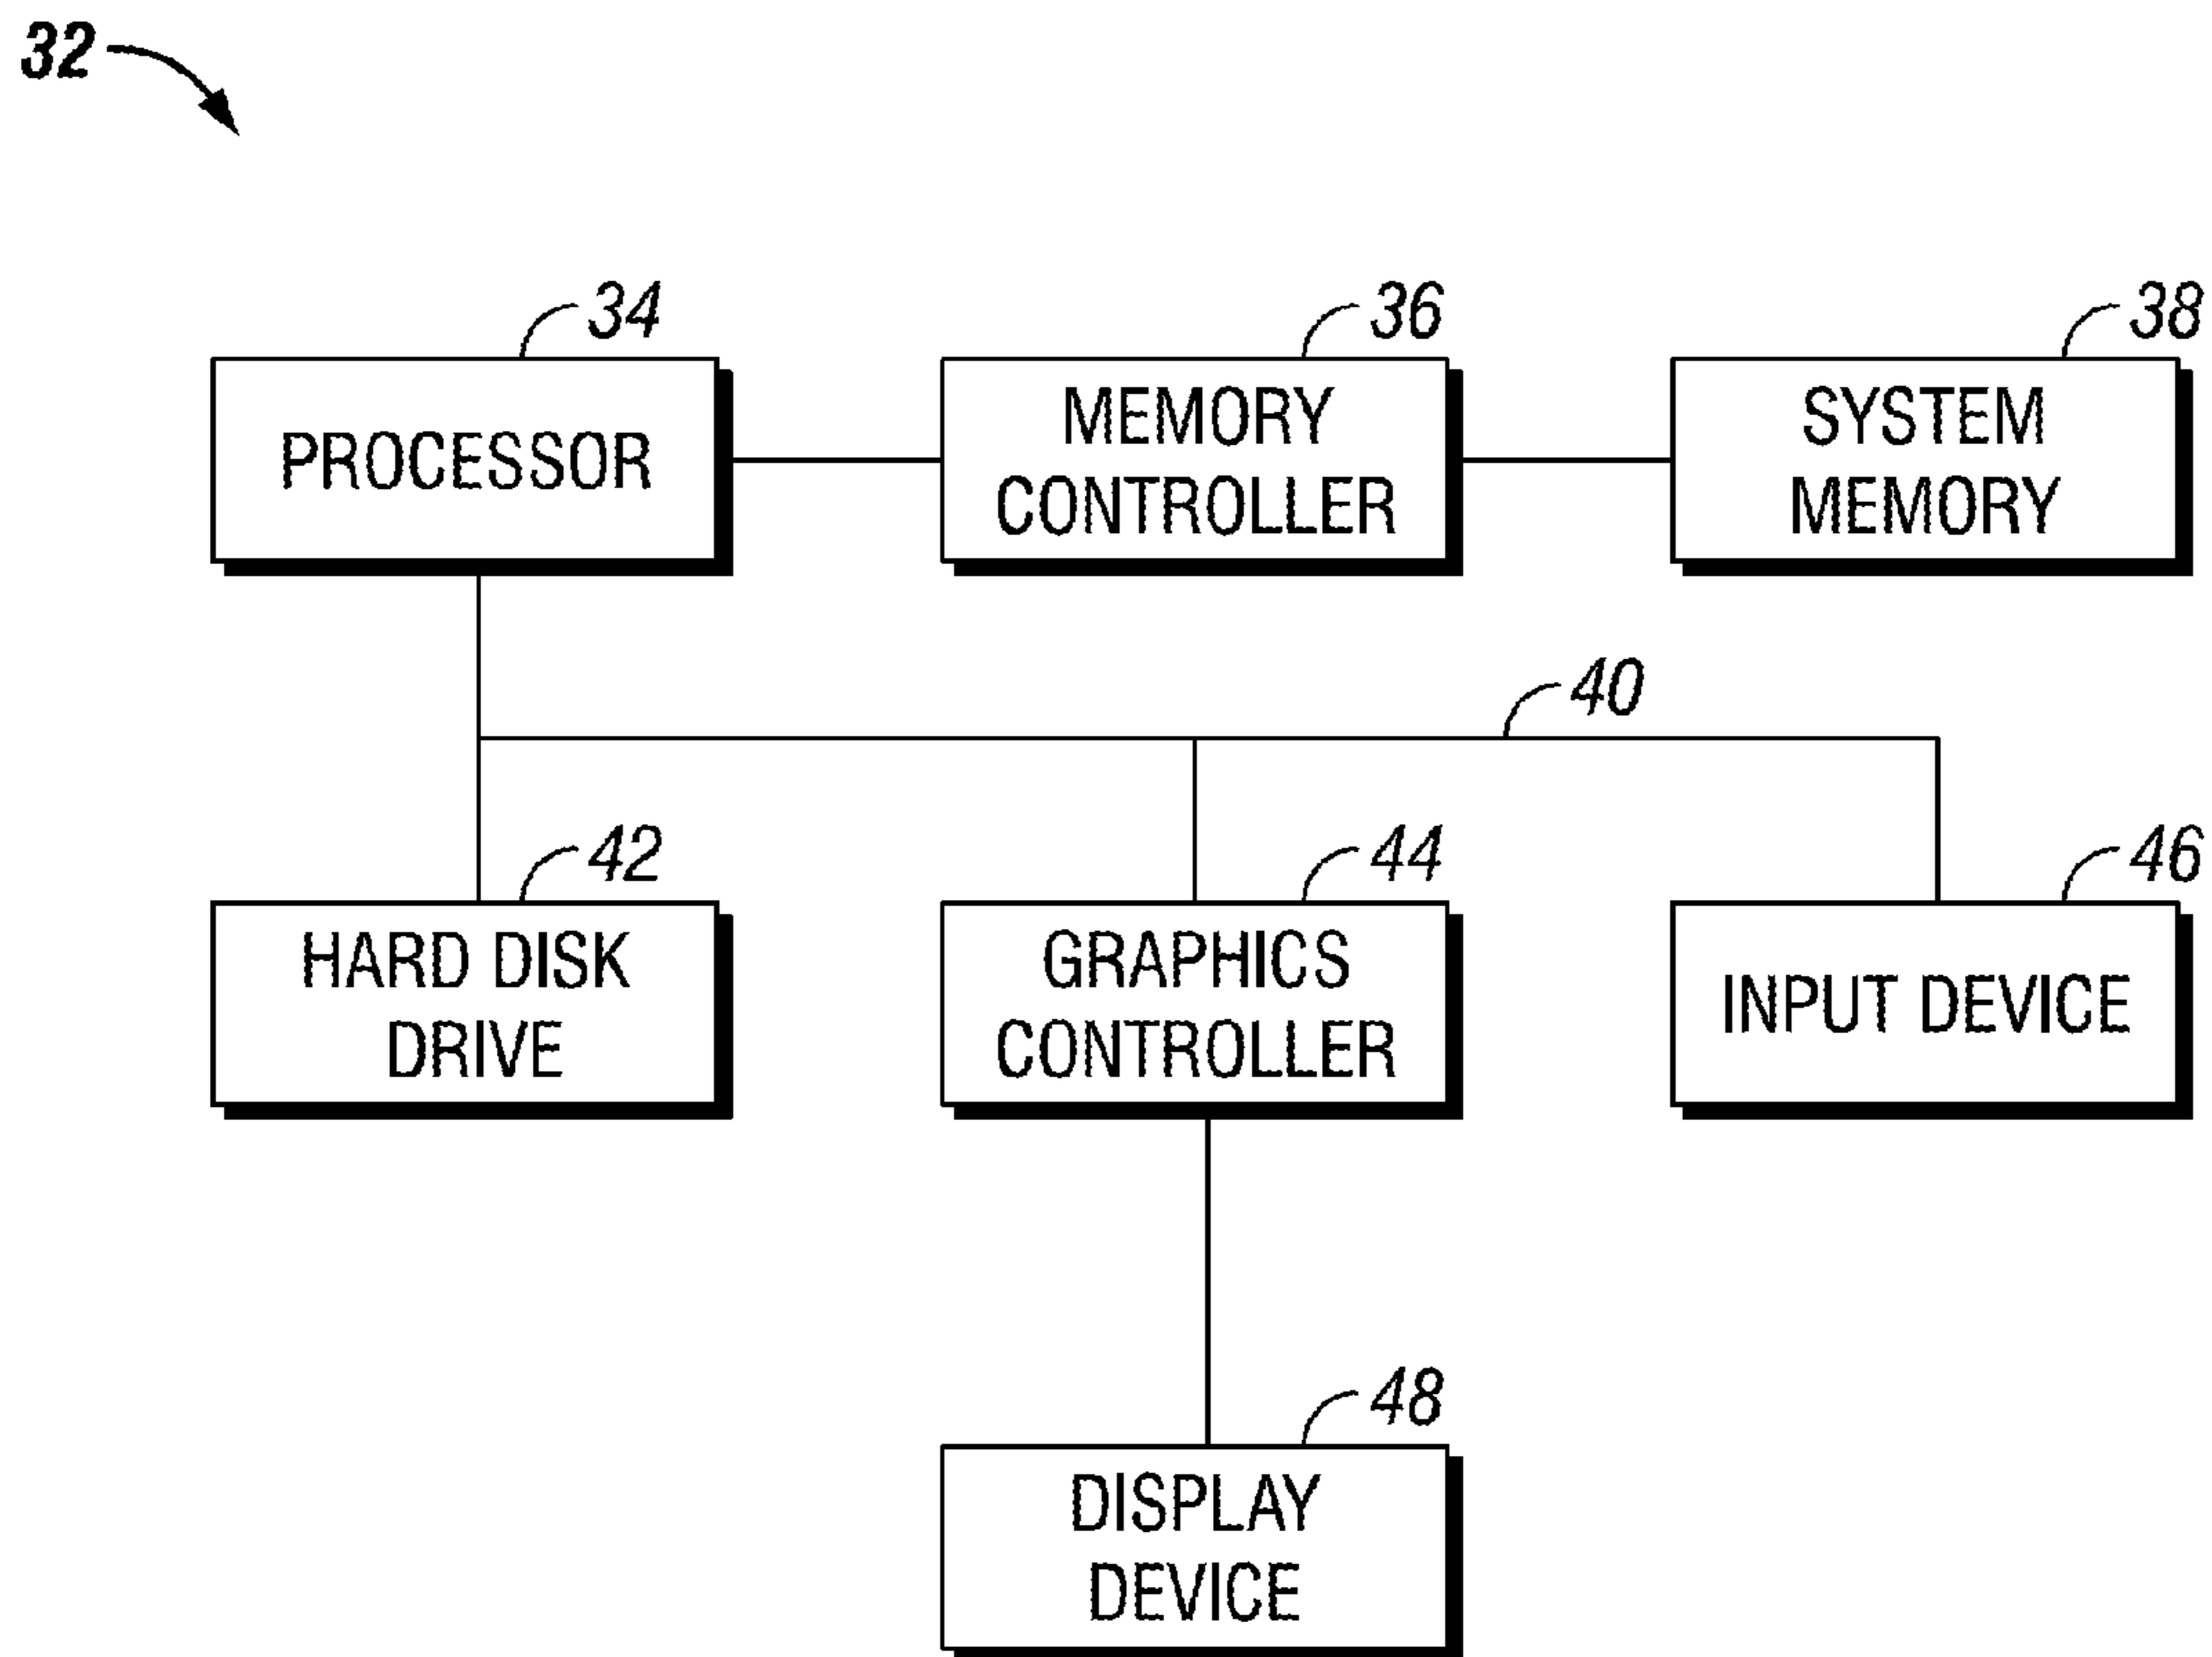 32
34
36
38
PROCESSOR
MEMORY
CONTROLLER
SYSTEM
MEMORY
40
42
44
46
HARD DISK
DRIVE
GRAPHICS
CONTROLLER
INPUT DEVICE
48
DISPLAY
DEVICE